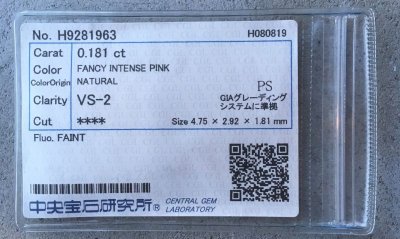 No. H9281963 H080819
Carat 0.181 ct
Color FANCY INTENSE PINK
ColorOrigin NATURAL
Clarity VS-2 PS
GIAグレーディング
システムに準拠
Cut **** Size 4.75 × 2.92 × 1.81 mm
Fluo. FAINT
中央宝石研究所® CENTRAL GEM
LABORATORY